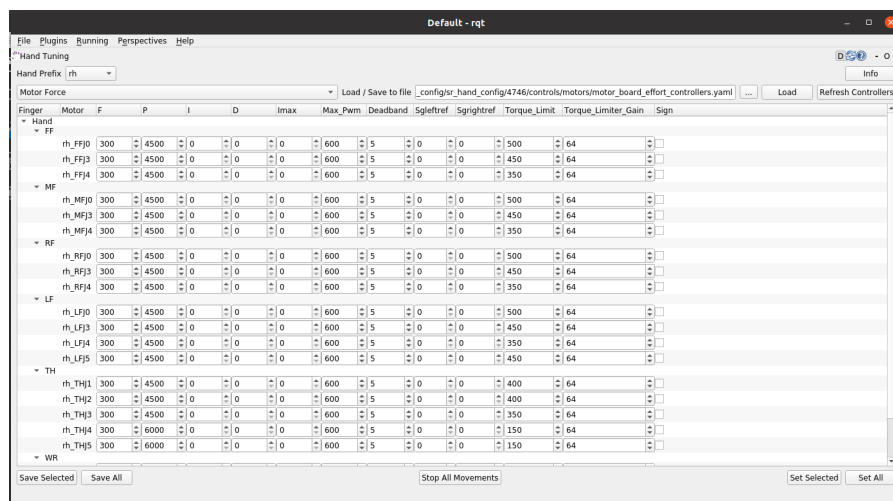 Default - rqt
File Plugins Running Perspectives Help
Hand Tuning D - O
Hand Prefix rh Info
Motor Force Load / Save to file _config/sr_hand_config/4746/controls/motors/motor_board_effort_controllers.yaml ... Load Refresh Controllers
Finger Motor F P I D Imax Max_Pwm Deadband Sgleftref Sgrightref Torque_Limit Torque_Limiter_Gain Sign
Hand
FF
rh_FFJ0 300 4500 0 0 0 600 5 0 0 500 64
rh_FFJ3 300 4500 0 0 0 600 5 0 0 450 64
rh_FFJ4 300 4500 0 0 0 600 5 0 0 350 64
MF
rh_MFJ0 300 4500 0 0 0 600 5 0 0 500 64
rh_MFJ3 300 4500 0 0 0 600 5 0 0 450 64
rh_MFJ4 300 4500 0 0 0 600 5 0 0 350 64
RF
rh_RFJ0 300 4500 0 0 0 600 5 0 0 500 64
rh_RFJ3 300 4500 0 0 0 600 5 0 0 450 64
rh_RFJ4 300 4500 0 0 0 600 5 0 0 350 64
LF
rh_LFJ0 300 4500 0 0 0 600 5 0 0 500 64
rh_LFJ3 300 4500 0 0 0 600 5 0 0 450 64
rh_LFJ4 300 4500 0 0 0 600 5 0 0 350 64
rh_LFJ5 300 4500 0 0 0 600 5 0 0 450 64
TH
rh_THJ1 300 4500 0 0 0 600 5 0 0 400 64
rh_THJ2 300 4500 0 0 0 600 5 0 0 400 64
rh_THJ3 300 4500 0 0 0 600 5 0 0 350 64
rh_THJ4 300 6000 0 0 0 600 5 0 0 150 64
rh_THJ5 300 6000 0 0 0 600 5 0 0 150 64
WR
Save Selected Save All Stop All Movements Set Selected Set All